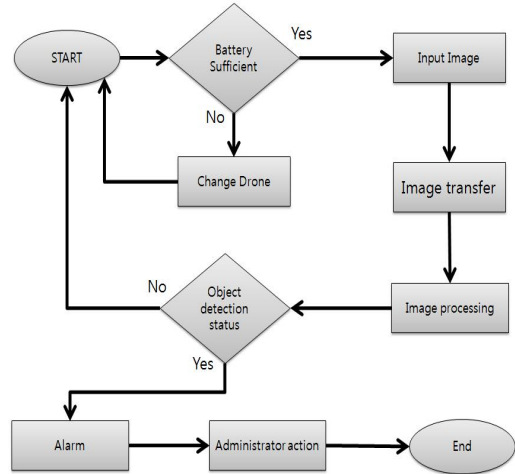 START
Battery
Sufficient
Yes
Input Image
No
Change Drone
Image transfer
Image processing
Object
detection
status
No
Yes
Alarm
Administrator action
End